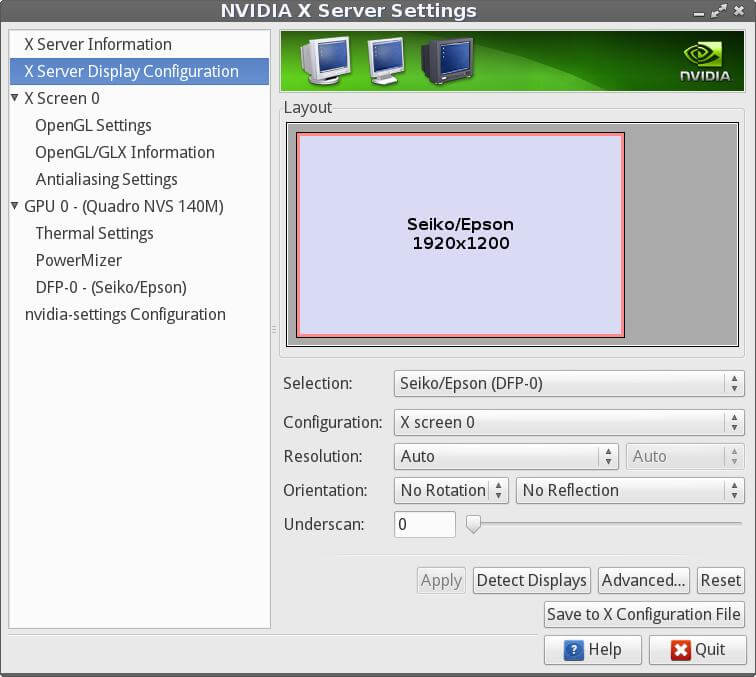 NVIDIA X Server Settings
X Server Information
X Server Display Configuration
X Screen 0
OpenGL Settings
OpenGL/GLX Information
Antialiasing Settings
GPU 0 - (Quadro NVS 140M)
Thermal Settings
PowerMizer
DFP-0 - (Seiko/Epson)
nvidia-settings Configuration
NVIDIA
Layout
Seiko/Epson
1920x1200
Selection: Seiko/Epson (DFP-0)
Configuration: X screen 0
Resolution: Auto Auto
Orientation: No Rotation No Reflection
Underscan: 0
Apply Detect Displays Advanced... Reset
Save to X Configuration File
Help Quit